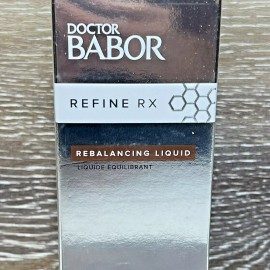 DOCTOR
BABOR
REFINE RX
REBALANCING LIQUID
LIQUIDE ÉQUILIBRANT